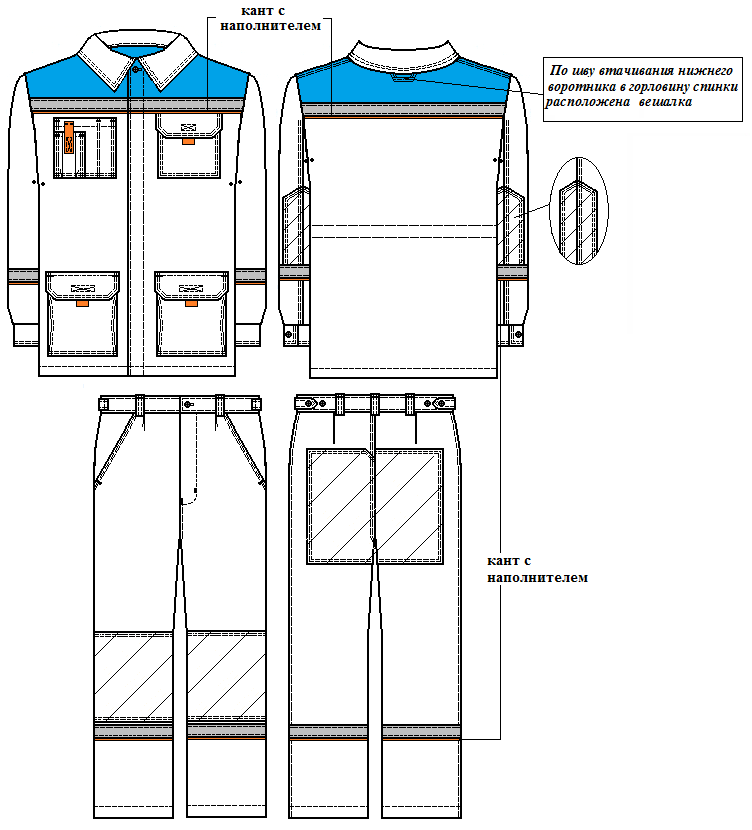 кант с
наполнителем
По шву втачивания нижнего
воротника в горловину спинки
расположена вешалка
кант с
наполнителем